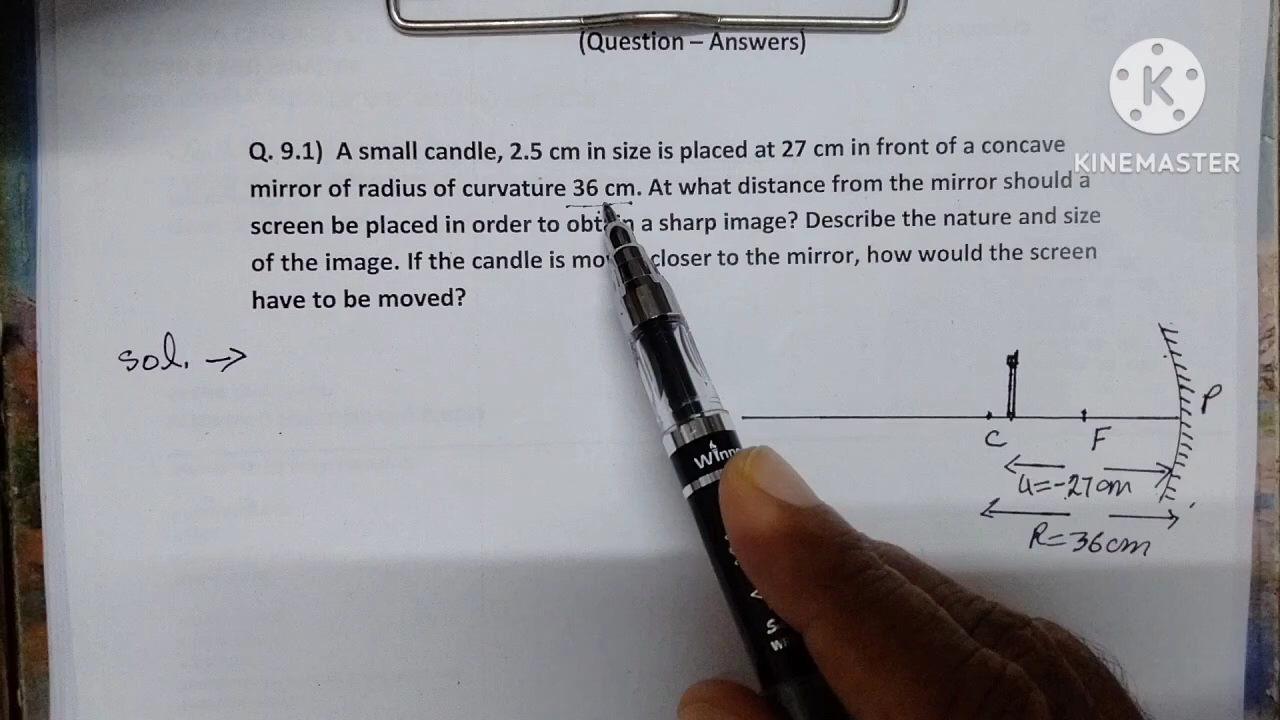 (Question – Answers)
KINEMASTER
Q. 9.1) A small candle, 2.5 cm in size is placed at 27 cm in front of a concave
mirror of radius of curvature 36 cm. At what distance from the mirror should a
screen be placed in order to a sharp image? Describe the nature and size
of the image. If the candle is closer to the mirror, how would the screen
have to be moved?
sol. →
P
C F
u=-27cm
R=36cm